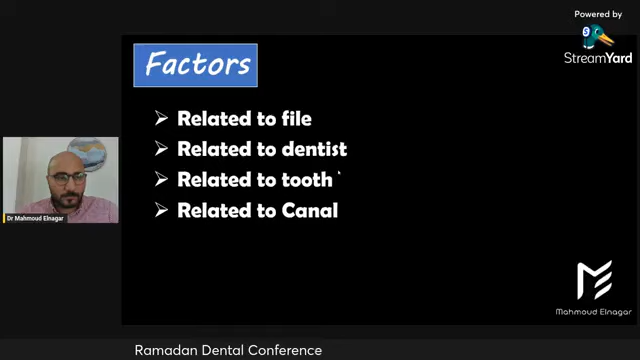 Powered by
StreamYard
Factors
Related to file
Related to dentist
Related to tooth
Related to Canal
Dr Mahmoud Elnagar
Mahmoud Elnagar
Ramadan Dental Conference